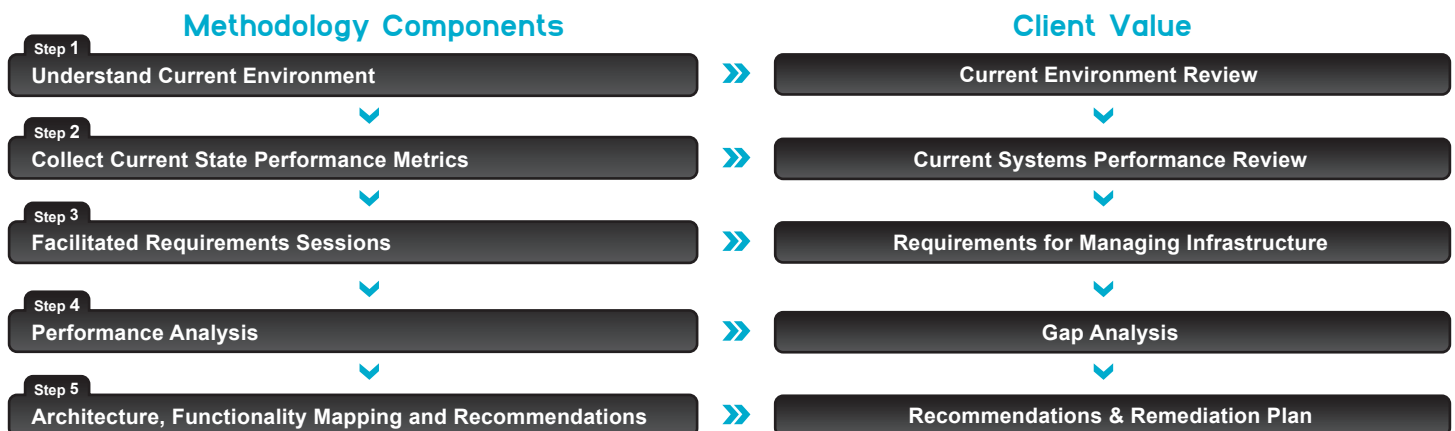 Methodology Components
Client Value
Step 1
Understand Current Environment
Current Environment Review
Step 2
Collect Current State Performance Metrics
Current Systems Performance Review
Step 3
Facilitated Requirements Sessions
Requirements for Managing Infrastructure
Step 4
Performance Analysis
Gap Analysis
Step 5
Architecture, Functionality Mapping and Recommendations
Recommendations & Remediation Plan